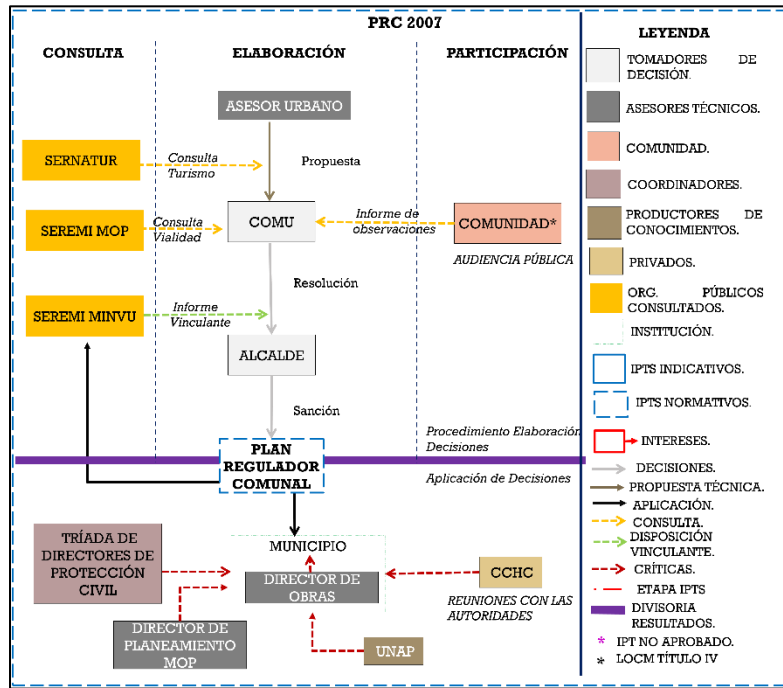 PRC 2007
CONSULTA
ELABORACIÓN
PARTICIPACIÓN
ASESOR URBANO
SERNATUR
Consulta
Turismo
Propuesta
SEREMI MOP
Consulta
Vialidad
COMU
Informe de
observaciones
COMUNIDAD*
AUDIENCIA PÚBLICA
Resolución
SEREMI MINVU
Informe
Vinculante
ALCALDE
Sanción
Procedimiento Elaboración
Decisiones
PLAN
REGULADOR
COMUNAL
Aplicación de Decisiones
TRÍADA DE
DIRECTORES DE
PROTECCIÓN
CIVIL
MUNICIPIO
DIRECTOR DE
OBRAS
CCHC
REUNIONES CON LAS
AUTORIDADES
DIRECTOR DE
PLANEAMIENTO
MOP
UNAP
LEYENDA
TOMADORES DE
DECISIÓN.
ASESORES TÉCNICOS.
COMUNIDAD.
COORDINADORES.
PRODUCTORES DE
CONOCIMIENTOS.
PRIVADOS.
ORG. PÚBLICOS
CONSULTADOS.
INSTITUCIÓN.
IPTS INDICATIVOS.
IPTS NORMATIVOS.
INTERESES.
DECISIONES.
PROPUESTA TÉCNICA.
APLICACIÓN.
CONSULTA.
DISPOSICIÓN
VINCULANTE.
CRÍTICAS.
ETAPA IPTS
DIVISORIA
RESULTADOS.
* IPT NO APROBADO.
* LOCM TÍTULO IV